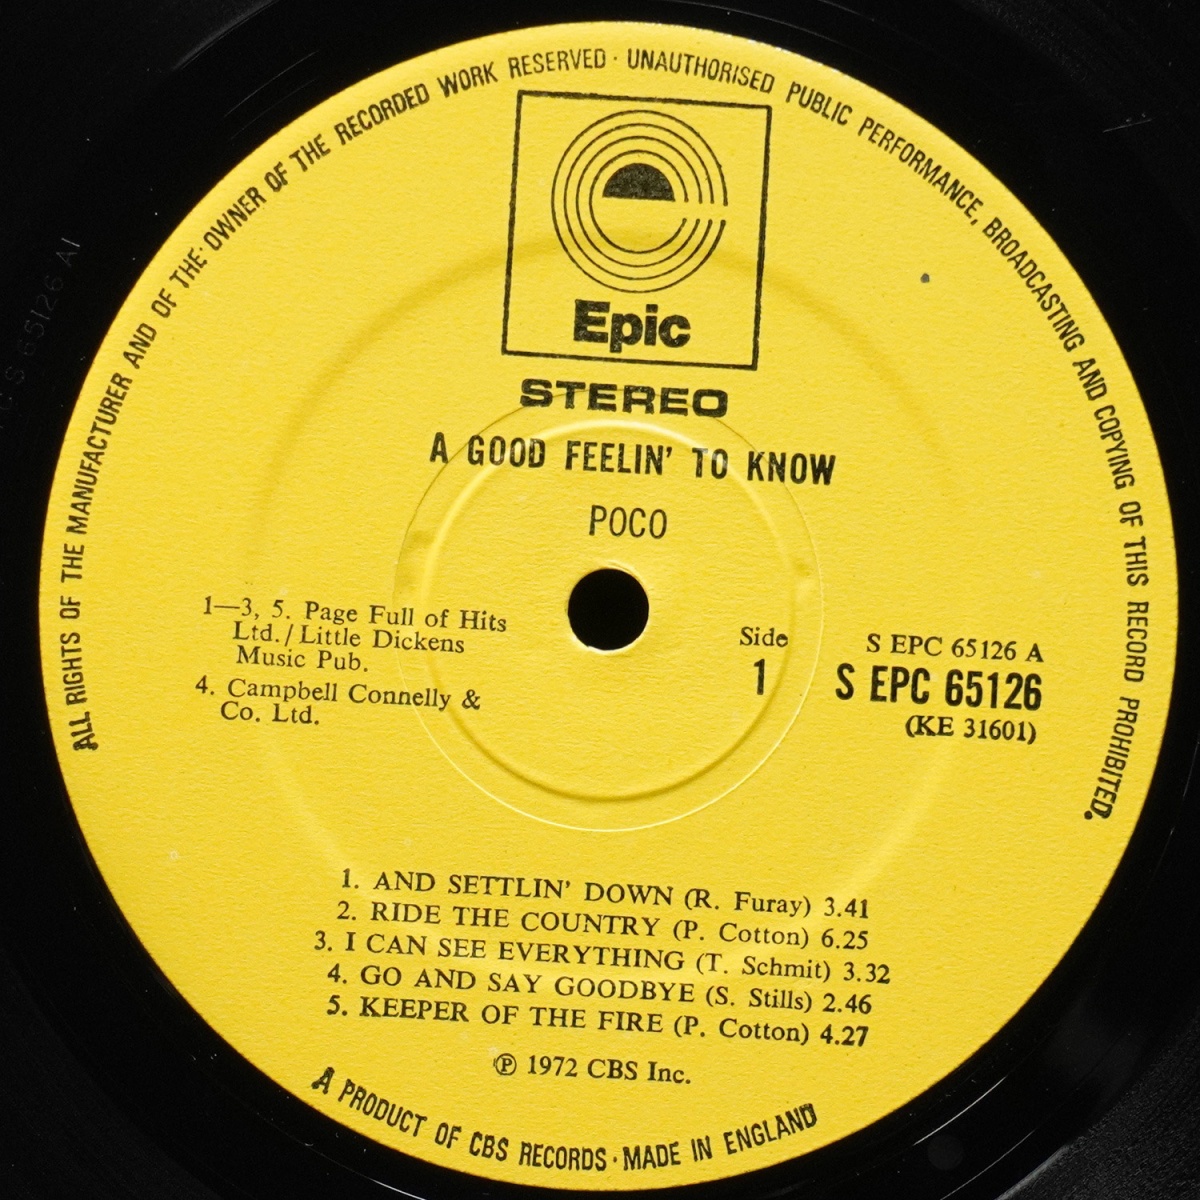 ALL RIGHTS OF THE MANUFACTURER AND OF THE OWNER OF THE RECORDED WORK RESERVED · UNAUTHORISED PUBLIC PERFORMANCE, BROADCASTING AND COPYING OF THIS RECORD PROHIBITED.
Epic
STEREO
A GOOD FEELIN' TO KNOW
POCO
1—3, 5. Page Full of Hits
Ltd./Little Dickens
Music Pub.
4. Campbell Connelly &
Co. Ltd.
Side
1
S EPC 65126 A
S EPC 65126
(KE 31601)
1. AND SETTLIN' DOWN (R. Furay) 3.41
2. RIDE THE COUNTRY (P. Cotton) 6.25
3. I CAN SEE EVERYTHING (T. Schmit) 3.32
4. GO AND SAY GOODBYE (S. Stills) 2.46
5. KEEPER OF THE FIRE (P. Cotton) 4.27
℗ 1972 CBS Inc.
A PRODUCT OF CBS RECORDS · MADE IN ENGLAND
65126 A1